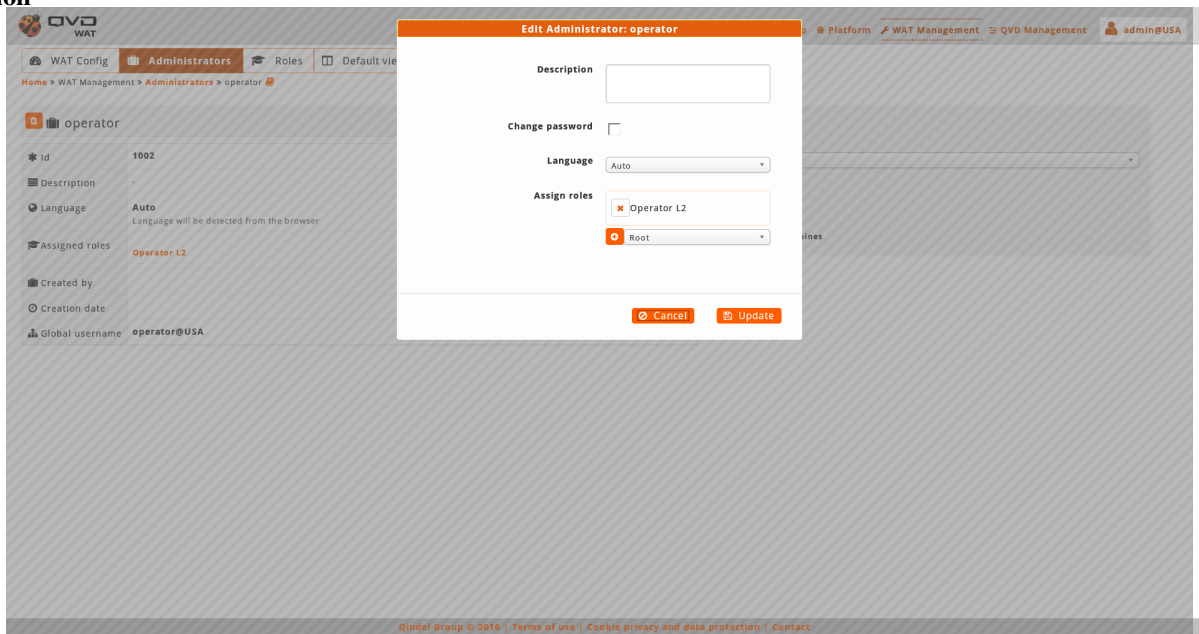 QVD
WAT
Platform
WAT Management
QVD Management
admin@USA
WAT Config
Administrators
Roles
Default vie
Home » WAT Management » Administrators » operator
operator
Id
1002
Description
-
Language
Auto
Language will be detected from the browser
Assigned roles
Operator L2
Created by
Creation date
Global username
operator@USA
Edit Administrator: operator
Description
Change password
Language
Auto
Assign roles
Operator L2
Root
Cancel
Update
Qindel Group © 2016 | Terms of use | Cookie privacy and data protection | Contact